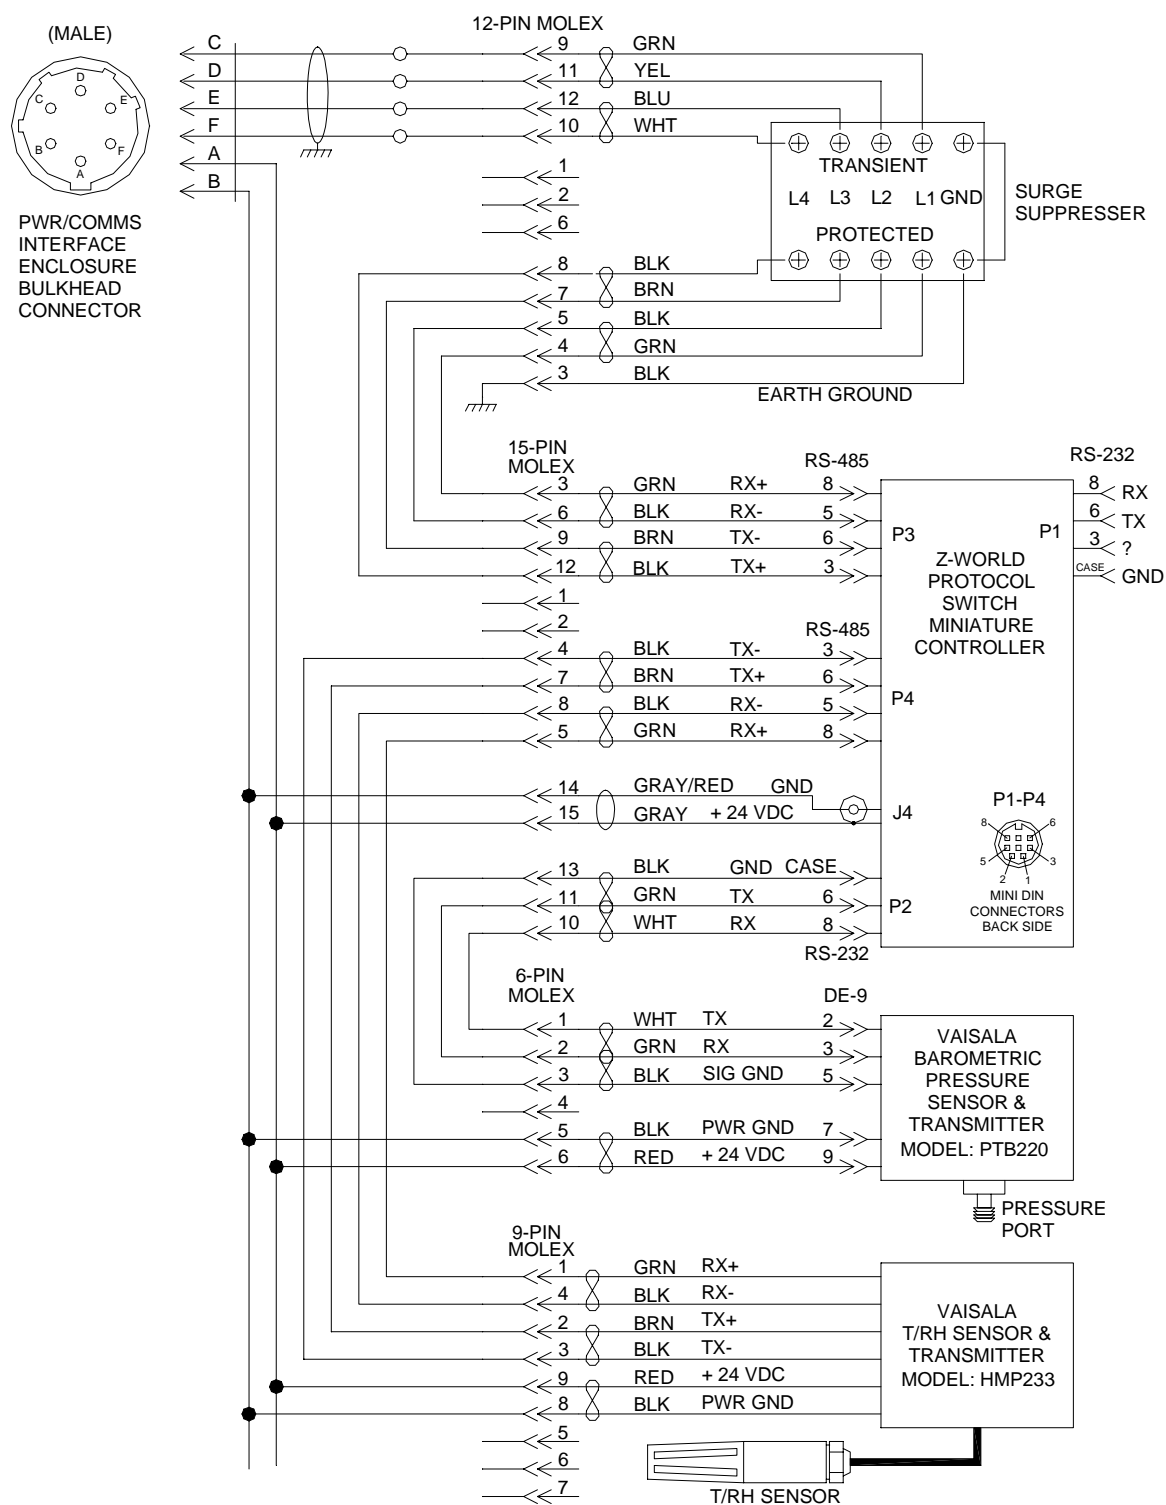 12-PIN MOLEX
(MALE)
C
9
GRN
D
11
YEL
E
12
BLU
F
10
WHT
A
B
D
C
E
B
F
A
PWR/COMMS
INTERFACE
ENCLOSURE
BULKHEAD
CONNECTOR
1
2
6
TRANSIENT
L4 L3 L2 L1 GND
PROTECTED
SURGE
SUPPRESSER
8
BLK
7
BRN
5
BLK
4
GRN
3
BLK
EARTH GROUND
15-PIN
MOLEX
RS-485
RS-232
3 GRN RX+ 8
6 BLK RX- 5
9 BRN TX- 6
12 BLK TX+ 3
1
2
P3
P1
8 RX
6 TX
3 ?
CASE GND
Z-WORLD
PROTOCOL
SWITCH
MINIATURE
CONTROLLER
RS-485
4 BLK TX- 3
7 BRN TX+ 6
8 BLK RX- 5
5 GRN RX+ 8
P4
14 GRAY/RED GND
15 GRAY + 24 VDC
J4
P1-P4
8
6
5
3
2
1
MINI DIN
CONNECTORS
BACK SIDE
13 BLK GND CASE
11 GRN TX 6
10 WHT RX 8
P2
RS-232
6-PIN
MOLEX
DE-9
1 WHT TX 2
2 GRN RX 3
3 BLK SIG GND 5
4
5 BLK PWR GND 7
6 RED + 24 VDC 9
VAISALA
BAROMETRIC
PRESSURE
SENSOR &
TRANSMITTER
MODEL: PTB220
PRESSURE
PORT
9-PIN
MOLEX
1 GRN RX+
4 BLK RX-
2 BRN TX+
3 BLK TX-
9 RED + 24 VDC
8 BLK PWR GND
5
6
7
VAISALA
T/RH SENSOR &
TRANSMITTER
MODEL: HMP233
T/RH SENSOR